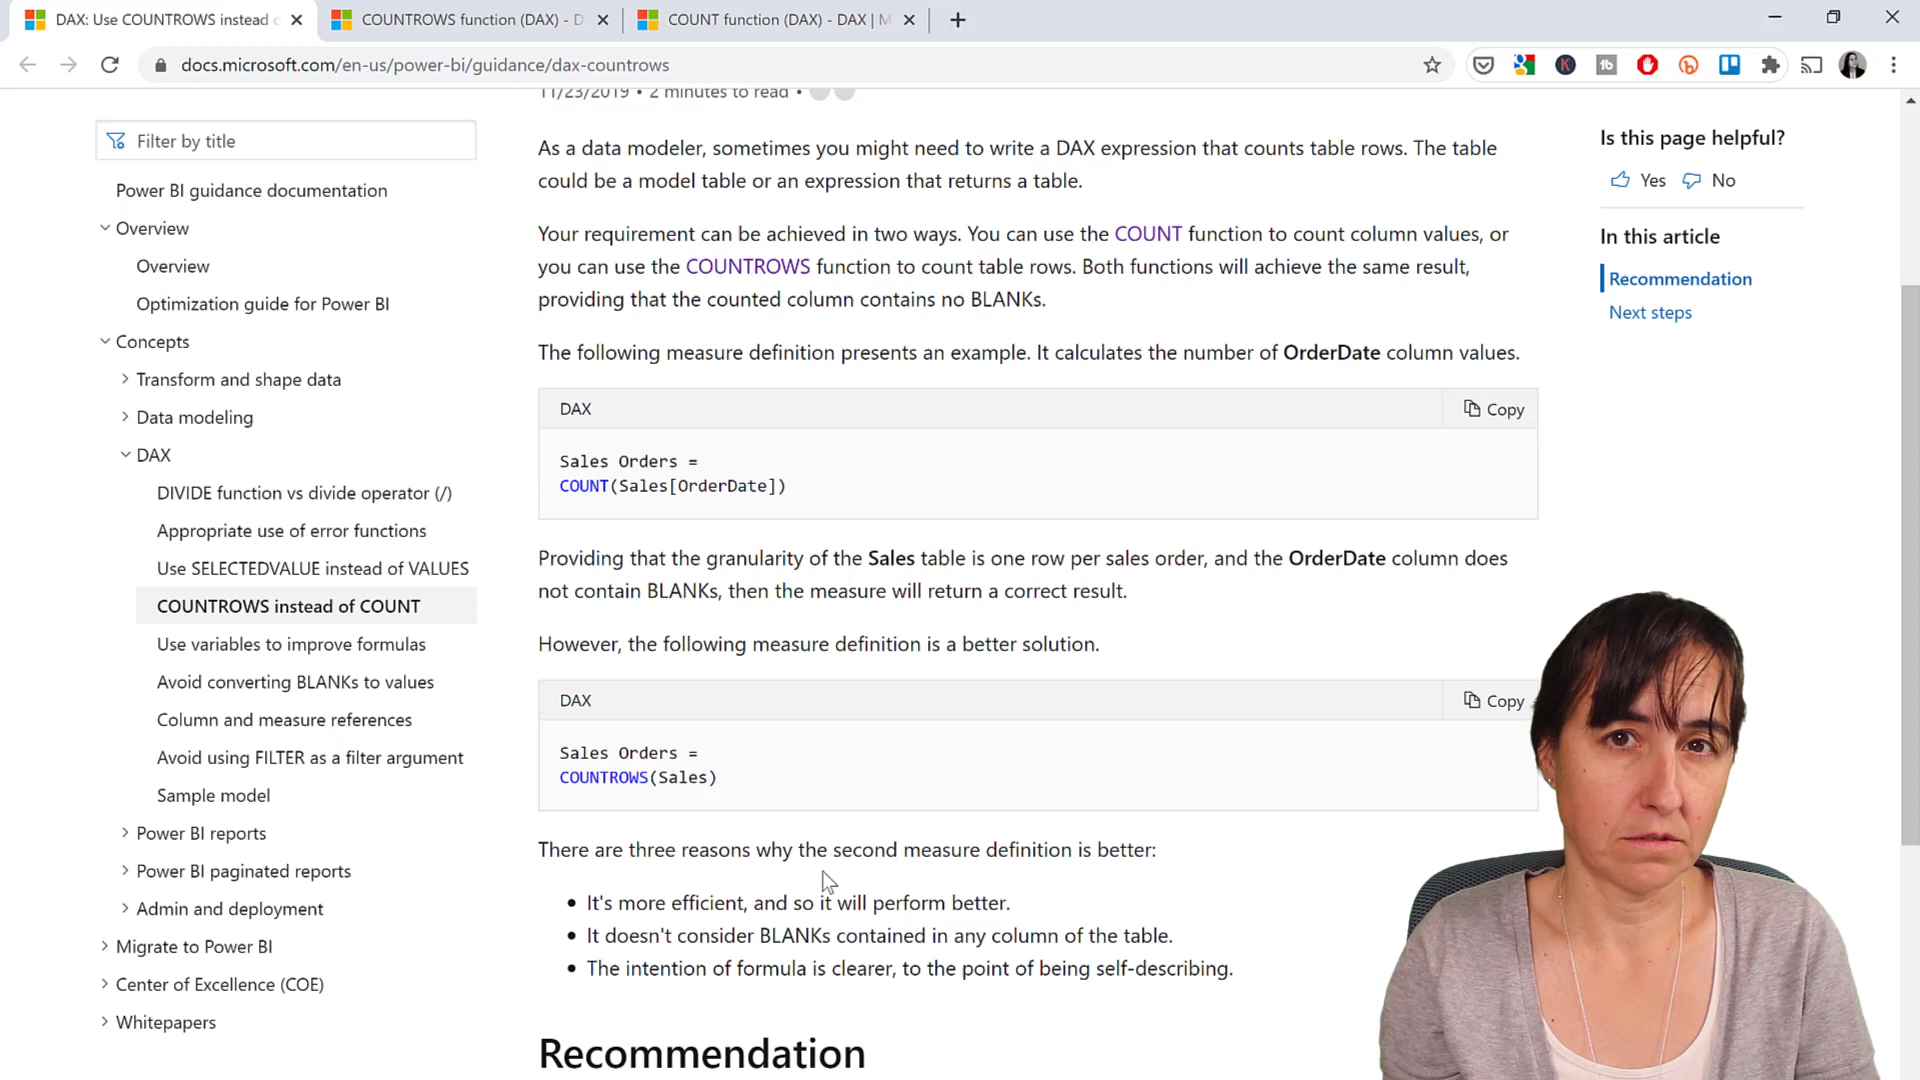 DAX: Use COUNTROWS instead
COUNTROWS function (DAX) - D
COUNT function (DAX) - DAX | M
docs.microsoft.com/en-us/power-bi/guidance/dax-countrows
11/23/2019 • 2 minutes to read •
Filter by title
Power BI guidance documentation
Overview
Overview
Optimization guide for Power BI
Concepts
Transform and shape data
Data modeling
DAX
DIVIDE function vs divide operator (/)
Appropriate use of error functions
Use SELECTEDVALUE instead of VALUES
COUNTROWS instead of COUNT
Use variables to improve formulas
Avoid converting BLANKs to values
Column and measure references
Avoid using FILTER as a filter argument
Sample model
Power BI reports
Power BI paginated reports
Admin and deployment
Migrate to Power BI
Center of Excellence (COE)
Whitepapers
As a data modeler, sometimes you might need to write a DAX expression that counts table rows. The table
could be a model table or an expression that returns a table.
Your requirement can be achieved in two ways. You can use the COUNT function to count column values, or
you can use the COUNTROWS function to count table rows. Both functions will achieve the same result,
providing that the counted column contains no BLANKs.
The following measure definition presents an example. It calculates the number of OrderDate column values.
DAX
Copy
Sales Orders =
COUNT(Sales[OrderDate])
Providing that the granularity of the Sales table is one row per sales order, and the OrderDate column does
not contain BLANKs, then the measure will return a correct result.
However, the following measure definition is a better solution.
DAX
Copy
Sales Orders =
COUNTROWS(Sales)
There are three reasons why the second measure definition is better:
• It's more efficient, and so it will perform better.
• It doesn't consider BLANKs contained in any column of the table.
• The intention of formula is clearer, to the point of being self-describing.
Recommendation
Is this page helpful?
Yes No
In this article
Recommendation
Next steps